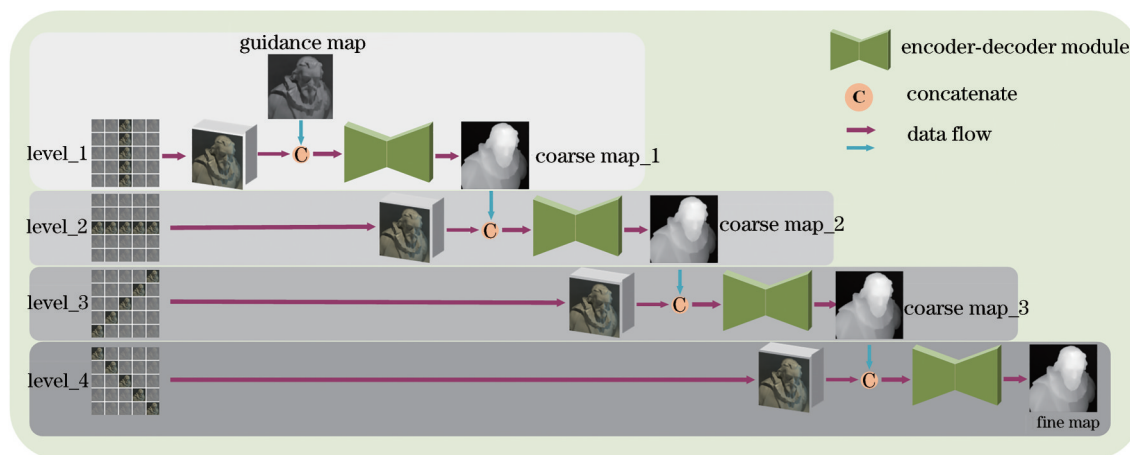 guidance map
encoder-decoder module
C
concatenate
data flow
level_1
C
coarse map_1
level_2
C
coarse map_2
level_3
C
coarse map_3
level_4
C
fine map